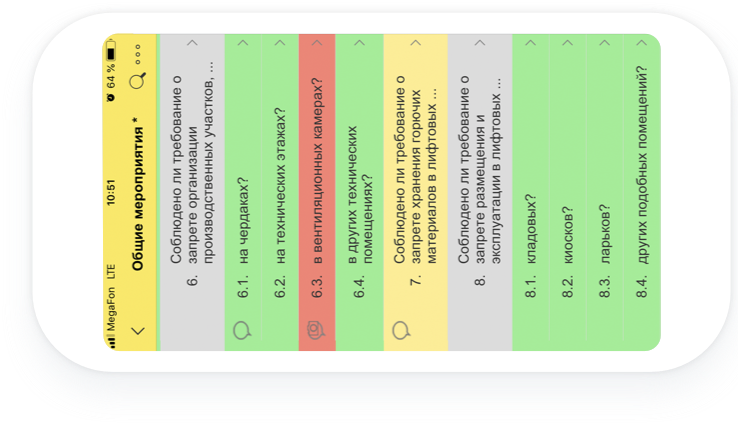 MegaFon LTE 10:51 64 %
Общие мероприятия *
6. Соблюдено ли требование о
запрете организации
производственных участков, ...
6.1. на чердаках?
6.2. на технических этажах?
6.3. в вентиляционных камерах?
6.4. в других технических
помещениях?
7. Соблюдено ли требование о
запрете хранения горючих
материалов в лифтовых ...
8. Соблюдено ли требование о
запрете размещения и
эксплуатации в лифтовых ...
8.1. кладовых?
8.2. киосков?
8.3. ларьков?
8.4. других подобных помещений?